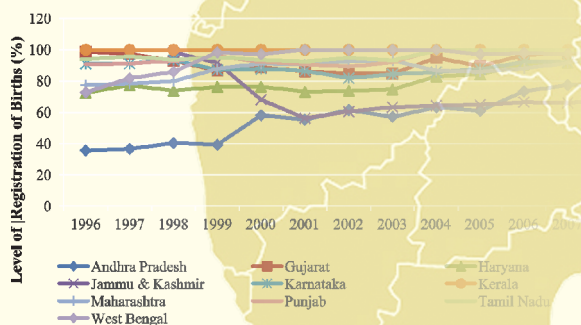 Level of |Registration of Births (%)
120
100
80
60
40
20
0
1996 1997 1998 1999 2000 2001 2002 2003 2004 2005 2006 2007
Andhra Pradesh Gujarat Haryana
Jammu & Kashmir Karnataka Kerala
Maharashtra Punjab Tamil Nadu
West Bengal